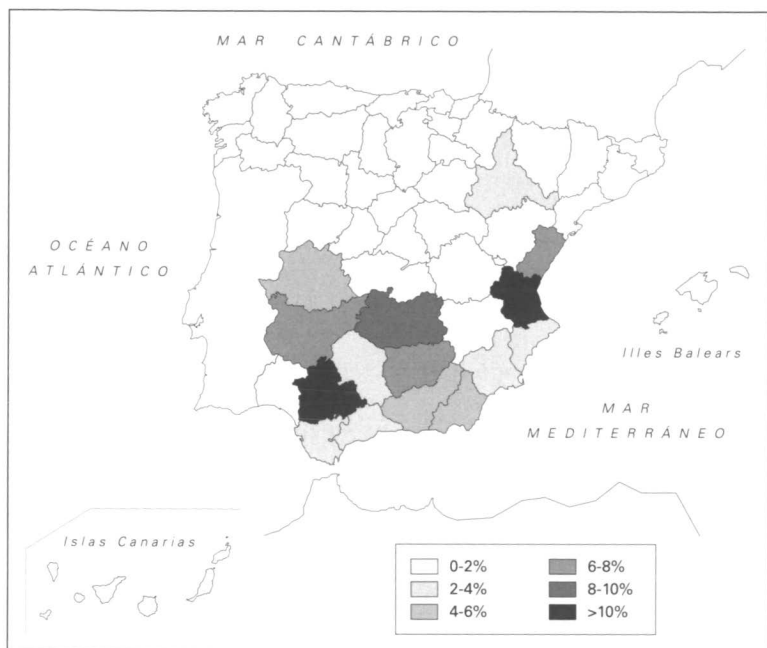 MAR CANTÁBRICO
OCÉANO
ATLÁNTICO
Illes Balears
MAR
MEDITERRÁNEO
Islas Canarias
0-2%
2-4%
4-6%
6-8%
8-10%
>10%